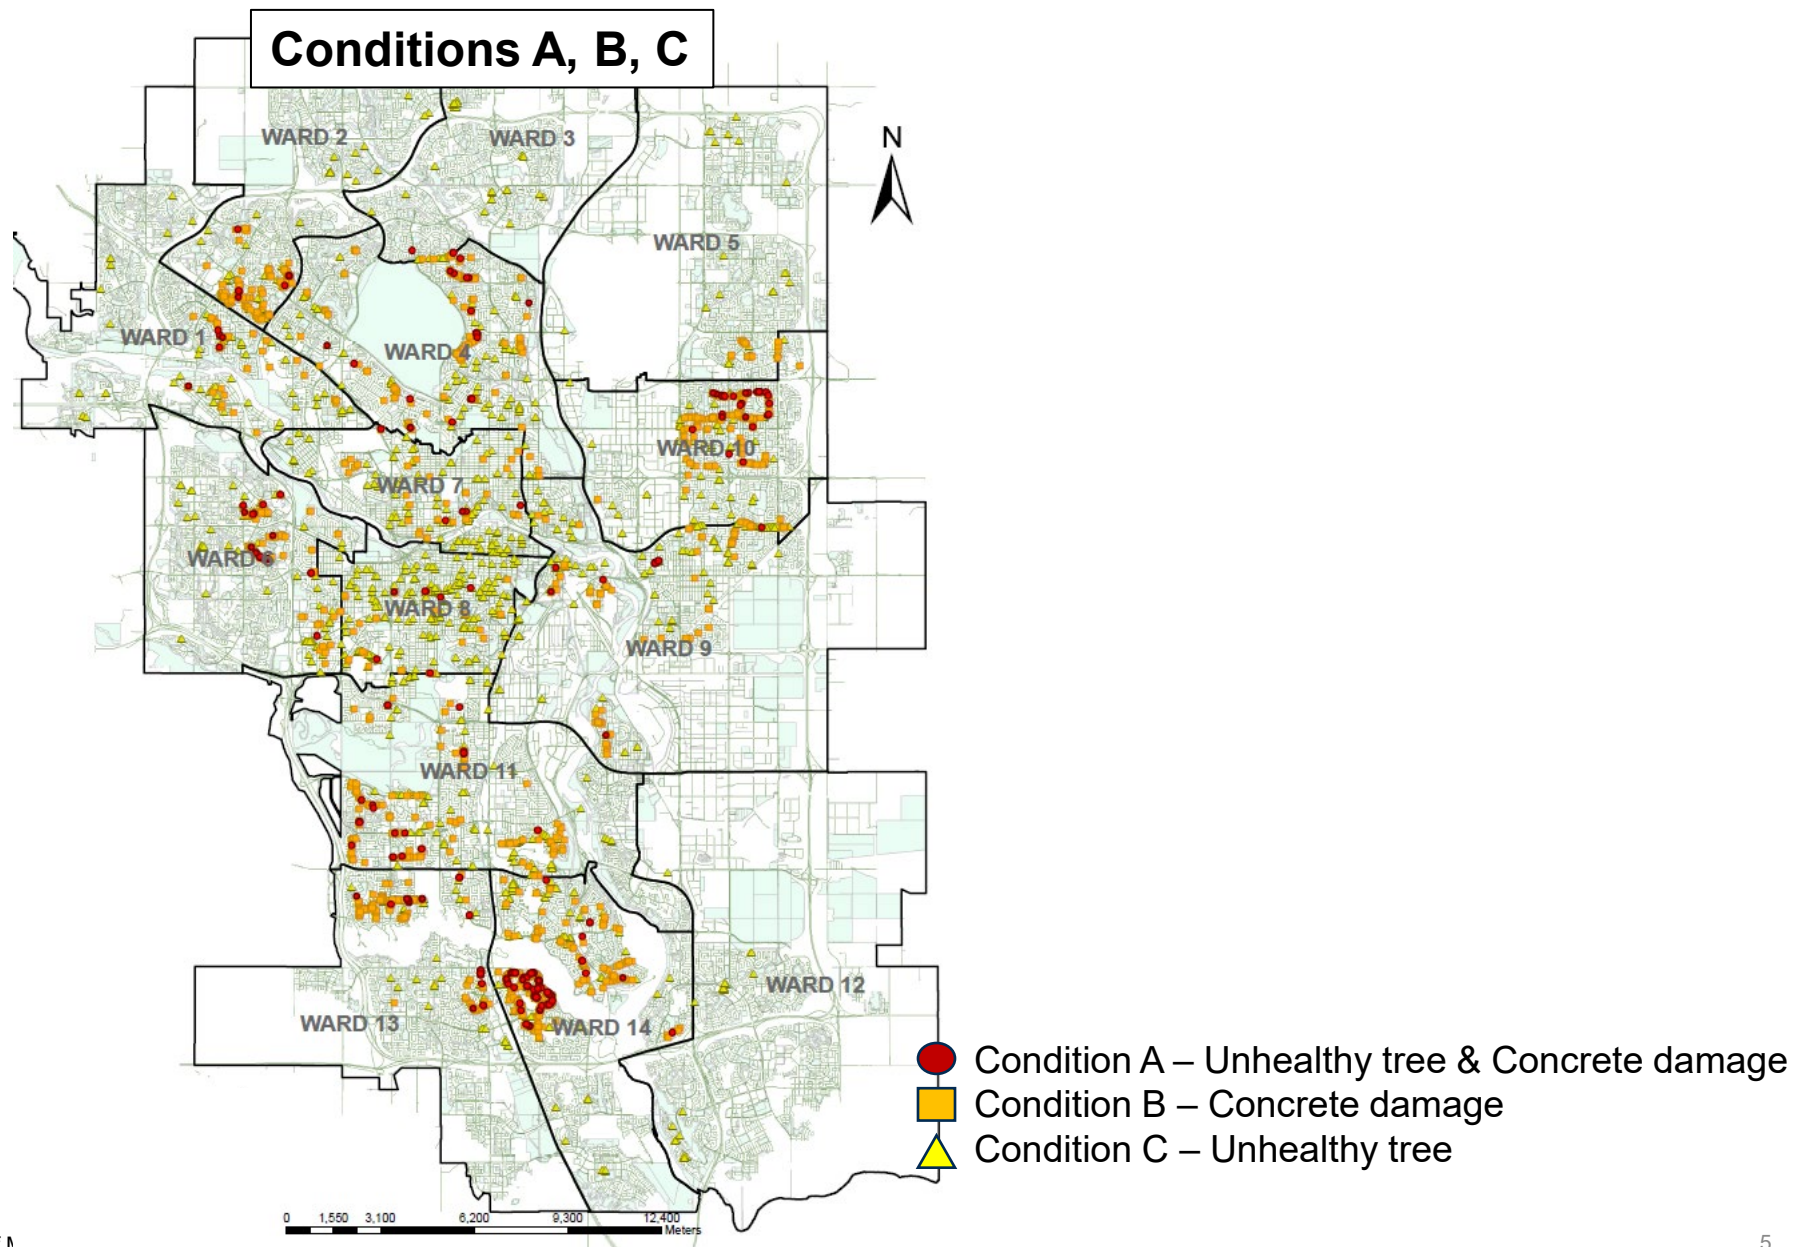 Conditions A, B, C
WARD 2
WARD 3
N
WARD 5
WARD 1
WARD 4
WARD 10
WARD 7
WARD 6
WARD 8
WARD 9
WARD 11
WARD 12
WARD 13
WARD 14
Condition A – Unhealthy tree & Concrete damage
Condition B – Concrete damage
Condition C – Unhealthy tree
0 1,550 3,100 6,200 9,300 12,400
Meters
5